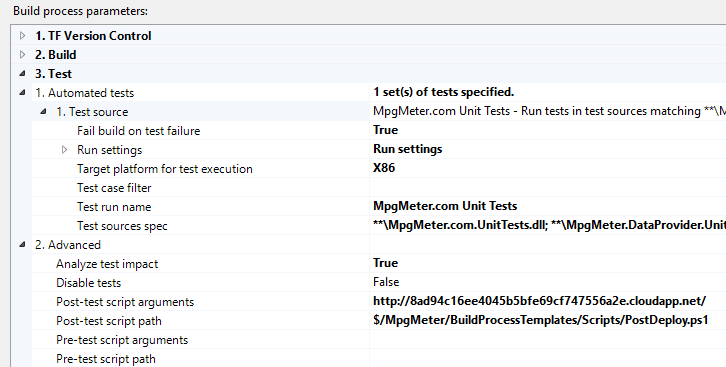 Build process parameters:
1. TF Version Control
2. Build
3. Test
1. Automated tests 1 set(s) of tests specified.
1. Test source MpgMeter.com Unit Tests - Run tests in test sources matching **\M
Fail build on test failure True
Run settings Run settings
Target platform for test execution X86
Test case filter
Test run name MpgMeter.com Unit Tests
Test sources spec **\MpgMeter.com.UnitTests.dll; **\MpgMeter.DataProvider.Unit
2. Advanced
Analyze test impact True
Disable tests False
Post-test script arguments http://8ad94c16ee4045b5bfe69cf747556a2e.cloudapp.net/
Post-test script path $/MpgMeter/BuildProcessTemplates/Scripts/PostDeploy.ps1
Pre-test script arguments
Pre-test script path